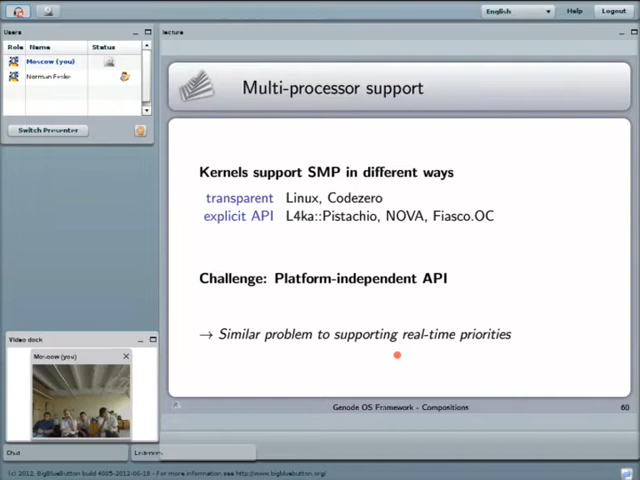 English
Help
Logout
Users
Role Name Status
Moscow (you)
Norman Feske
Switch Presenter
lecture
Multi-processor support
Kernels support SMP in different ways
transparent Linux, Codezero
explicit API L4ka::Pistachio, NOVA, Fiasco.OC
Challenge: Platform-independent API
→ Similar problem to supporting real-time priorities
Genode OS Framework - Compositions 60
Video dock
Moscow (you)
Chat
Listeners
(c) 2012, BigBlueButton build 4005-2012-06-18 - For more information see http://www.bigbluebutton.org/